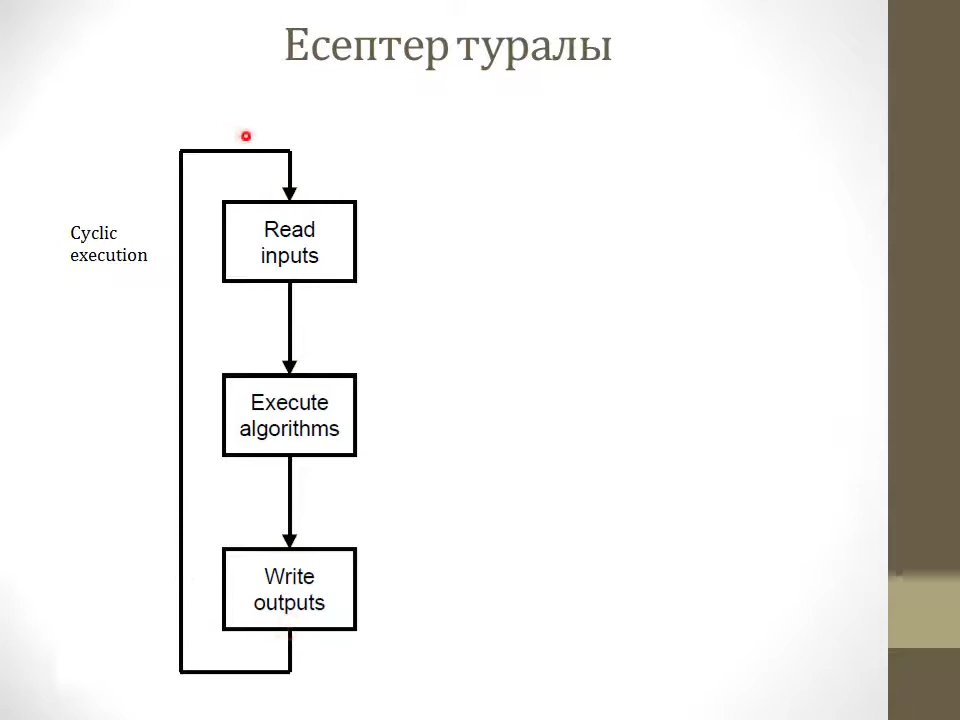 Есептер туралы
Cyclic
execution
Read
inputs
Execute
algorithms
Write
outputs